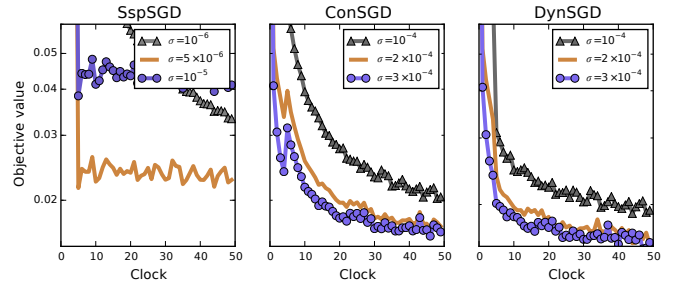 SspSGD
ConSGD
DynSGD
Objective value
0.05
0.04
0.03
0.02
σ=10⁻⁶
σ=5×10⁻⁶
σ=10⁻⁵
σ=10⁻⁴
σ=2×10⁻⁴
σ=3×10⁻⁴
σ=10⁻⁴
σ=2×10⁻⁴
σ=3×10⁻⁴
0 10 20 30 40 50
0 10 20 30 40 50
0 10 20 30 40 50
Clock
Clock
Clock